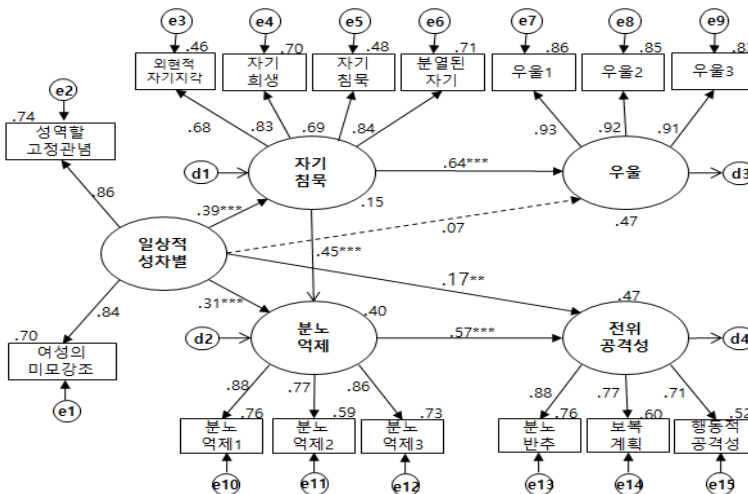 e3
e4
e5
e6
e7
e8
e9
.46
.70
.48
.71
.86
.85
.83
외현적
자기지각
자기
희생
자기
침묵
분열된
자기
우울1
우울2
우울3
e2
.74
성역할
고정관념
.68
.83
.69
.84
.93
.92
.91
d1
자기
침묵
.64***
우울
d3
.86
.39***
.15
.07
.47
일상적
성차별
.45***
.17**
.84
.31***
.40
.47
.70
여성의
미모강조
e1
d2
분노
억제
.57***
전위
공격성
d4
.88
.77
.86
.88
.77
.71
.76
.59
.73
.76
.60
.52
분노
억제1
분노
억제2
분노
억제3
분노
반추
보복
계획
행동적
공격성
e10
e11
e12
e13
e14
e15